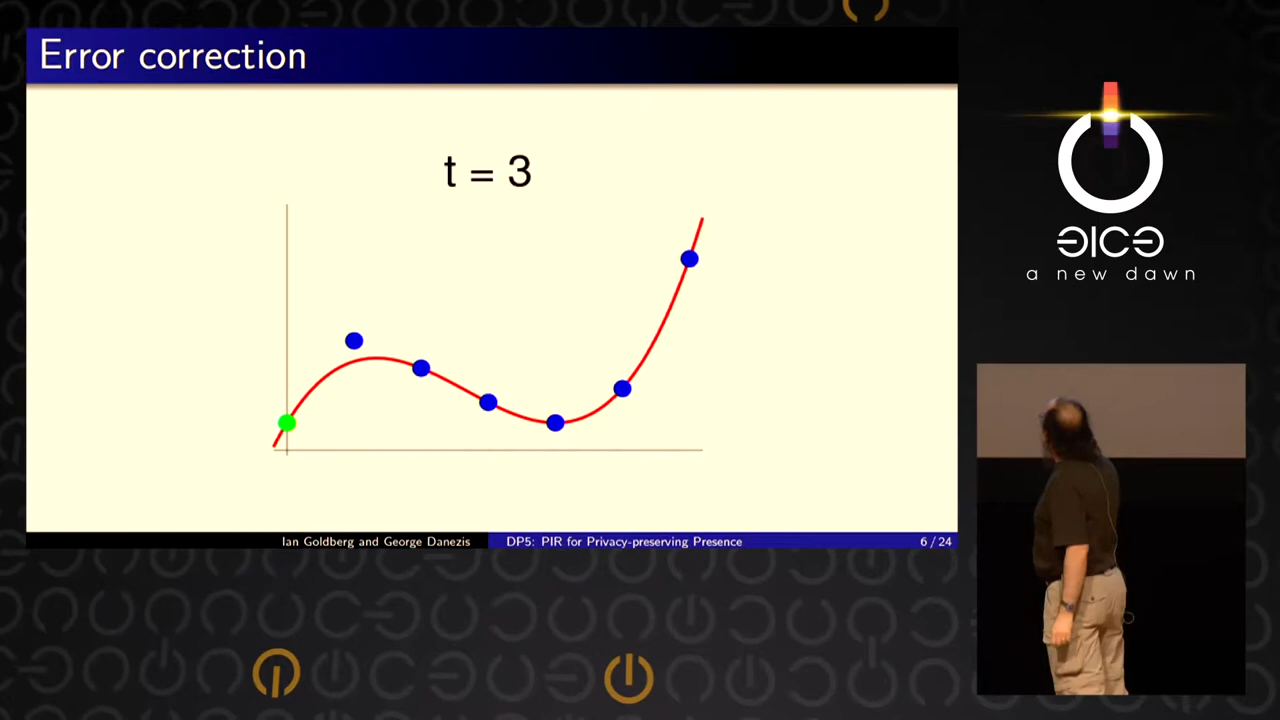 Error correction
t = 3
Ian Goldberg and George Danezis
DP5: PIR for Privacy-preserving Presence
6 / 24
a new dawn